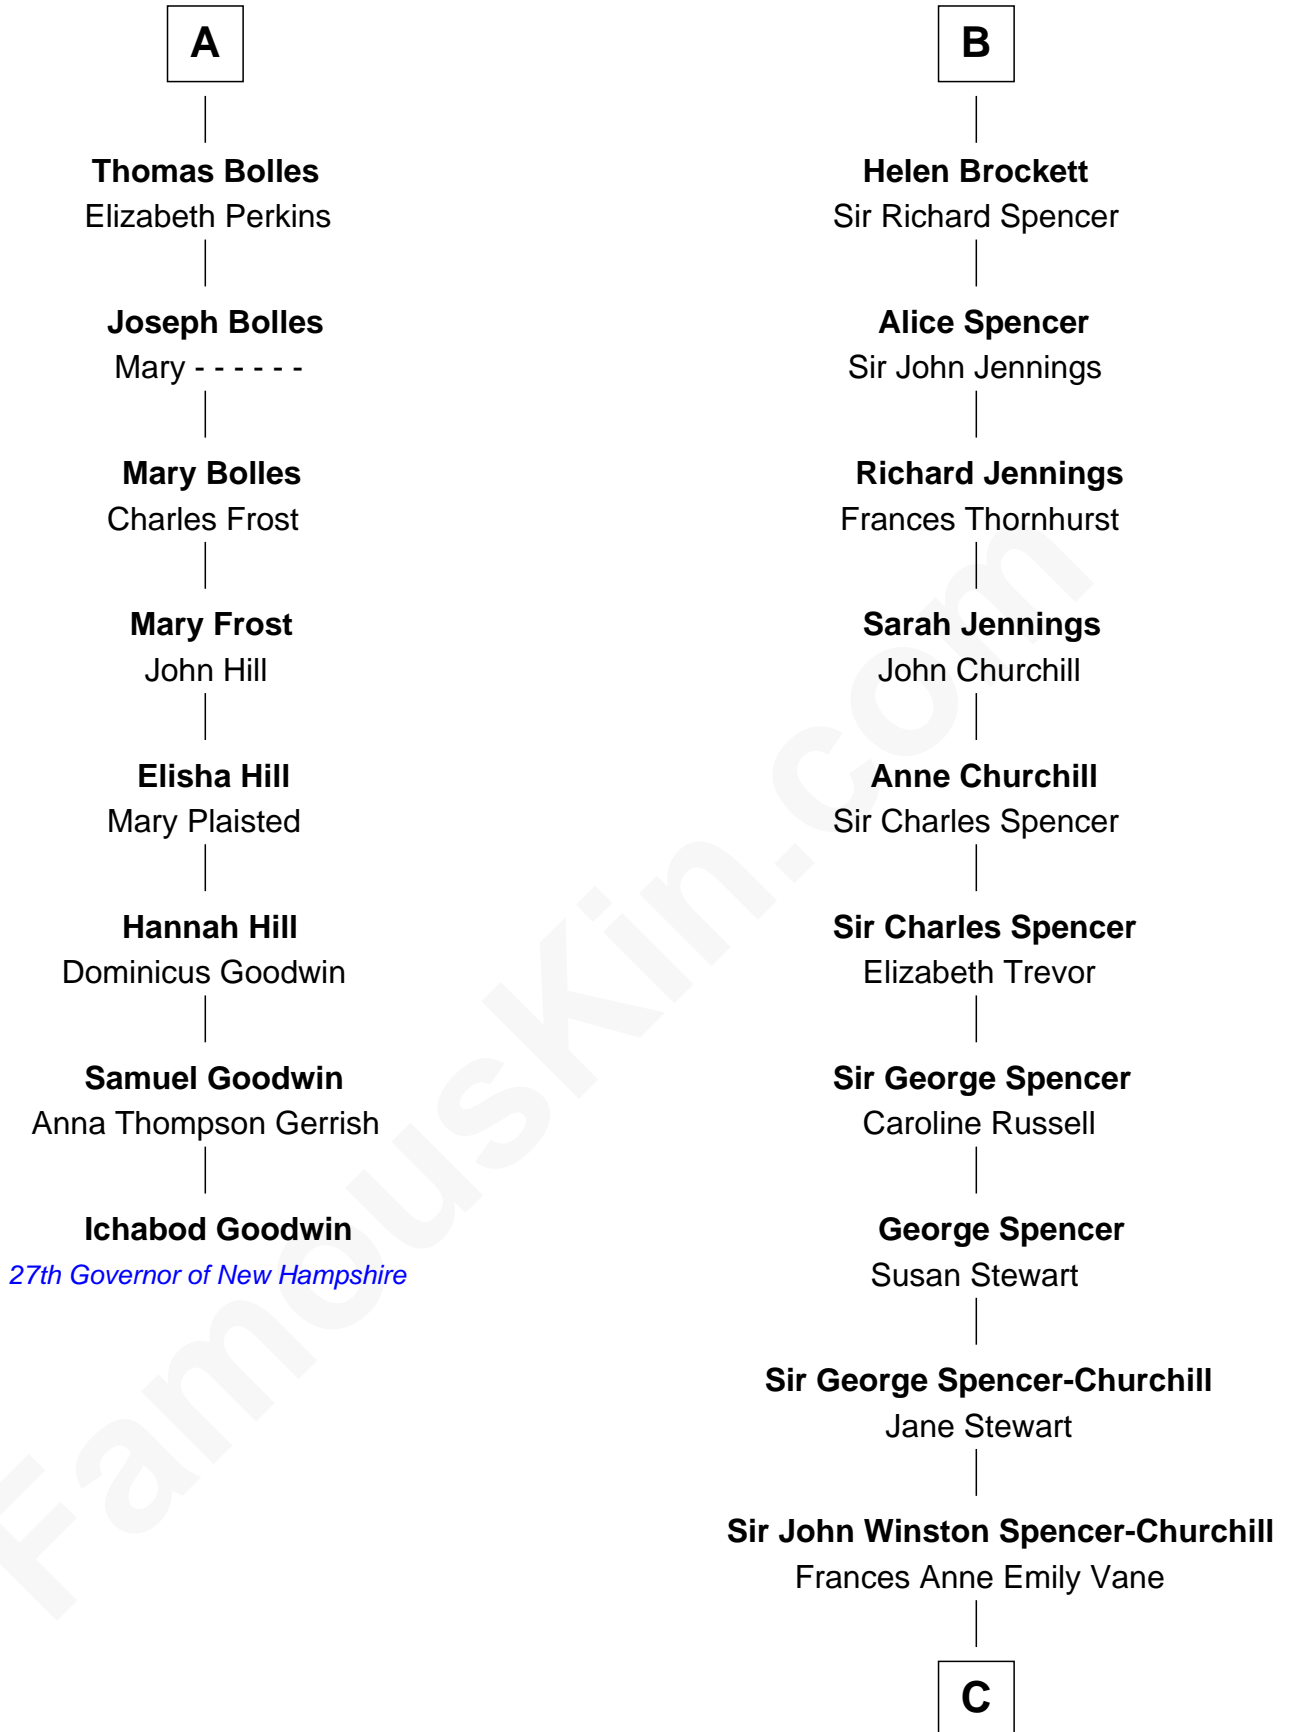 A
Thomas Bolles
Elizabeth Perkins
Joseph Bolles
Mary - - - - - -
Mary Bolles
Charles Frost
Mary Frost
John Hill
Elisha Hill
Mary Plaisted
Hannah Hill
Dominicus Goodwin
Samuel Goodwin
Anna Thompson Gerrish
Ichabod Goodwin
27th Governor of New Hampshire
B
Helen Brockett
Sir Richard Spencer
Alice Spencer
Sir John Jennings
Richard Jennings
Frances Thornhurst
Sarah Jennings
John Churchill
Anne Churchill
Sir Charles Spencer
Sir Charles Spencer
Elizabeth Trevor
Sir George Spencer
Caroline Russell
George Spencer
Susan Stewart
Sir George Spencer-Churchill
Jane Stewart
Sir John Winston Spencer-Churchill
Frances Anne Emily Vane
C
FamousKin.com